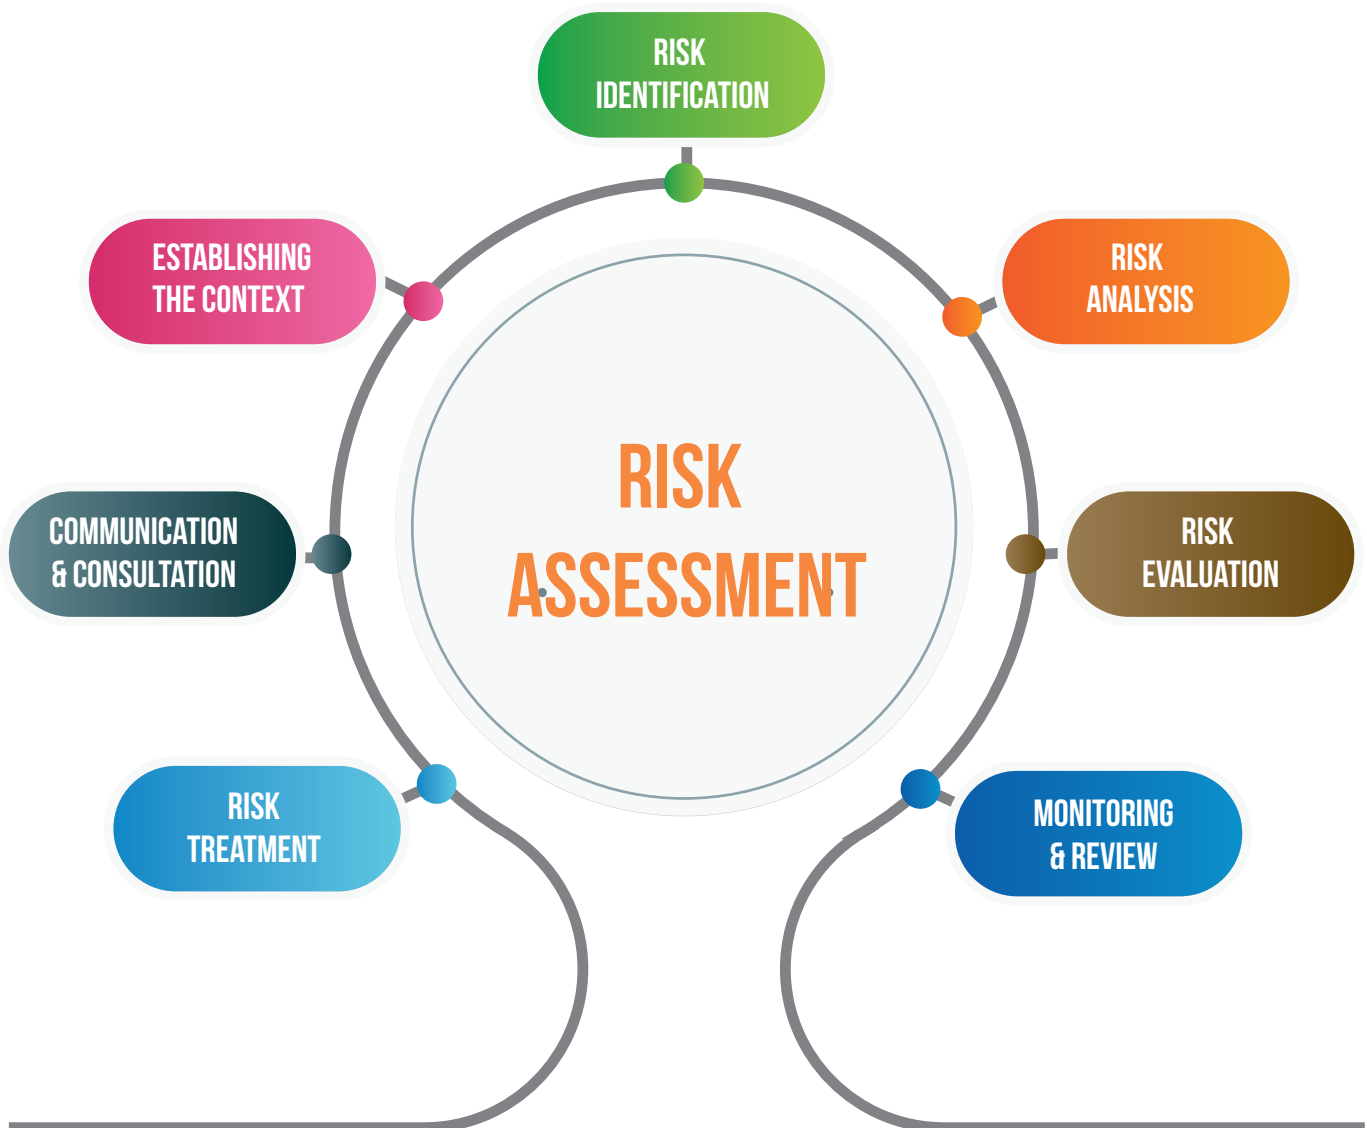 RISK
IDENTIFICATION
ESTABLISHING
THE CONTEXT
RISK
ANALYSIS
RISK
ASSESSMENT
COMMUNICATION
& CONSULTATION
RISK
EVALUATION
RISK
TREATMENT
MONITORING
& REVIEW